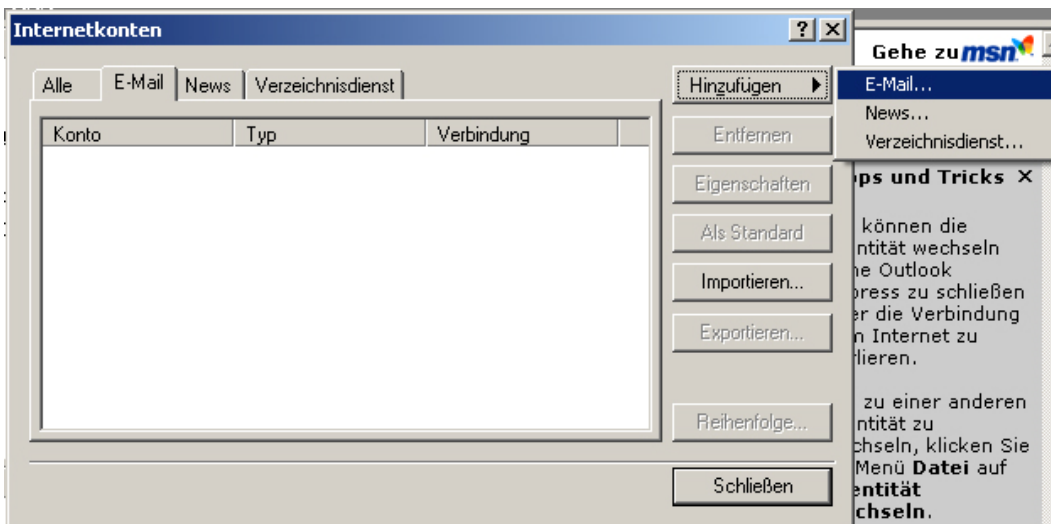 Internetkonten
Gehe zu msn
Alle E-Mail News Verzeichnisdienst
Hinzufügen
E-Mail...
News...
Verzeichnisdienst...
Konto Typ Verbindung
Entfernen
Eigenschaften
Als Standard
Importieren...
Exportieren...
Reihenfolge...
Schließen
ps und Tricks
können die
ntität wechseln
ne Outlook
press zu schließen
er die Verbindung
m Internet zu
rlieren.
zu einer anderen
ntität zu
chseln, klicken Sie
Menü Datei auf
entität
chseln.